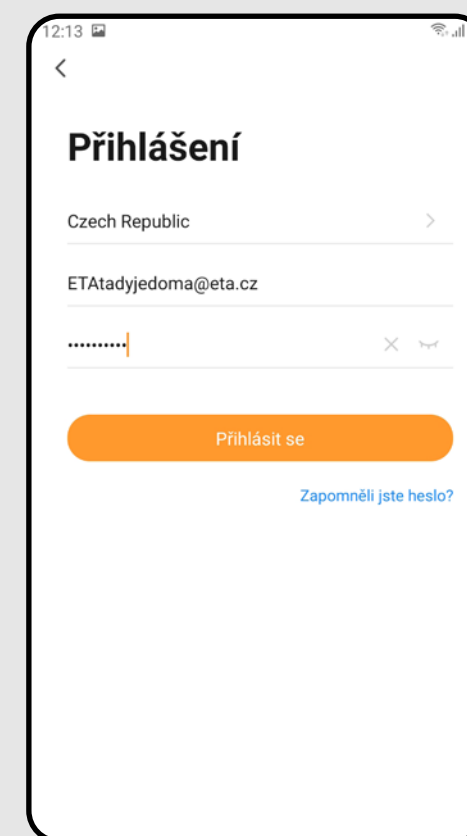 12:13
Přihlášení
Czech Republic
ETAtadyjedoma@eta.cz
••••••••••
Přihlásit se
Zapomněli jste heslo?